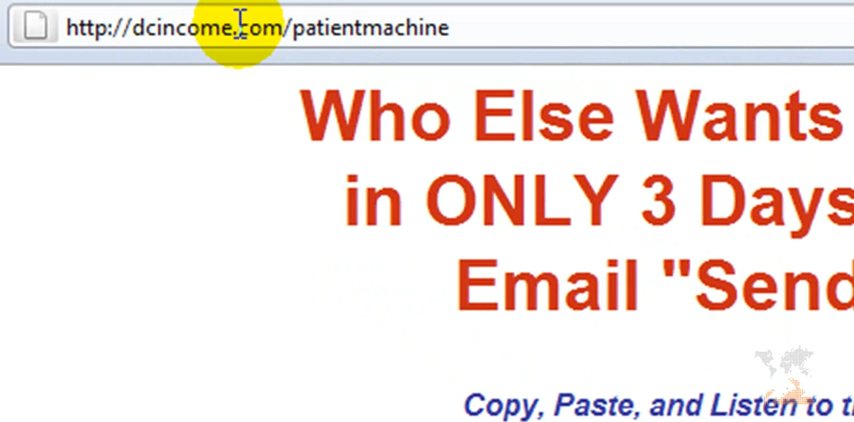 http://dcincome.com/patientmachine
Who Else Wants
in ONLY 3 Days
Email "Send
Copy, Paste, and Listen to